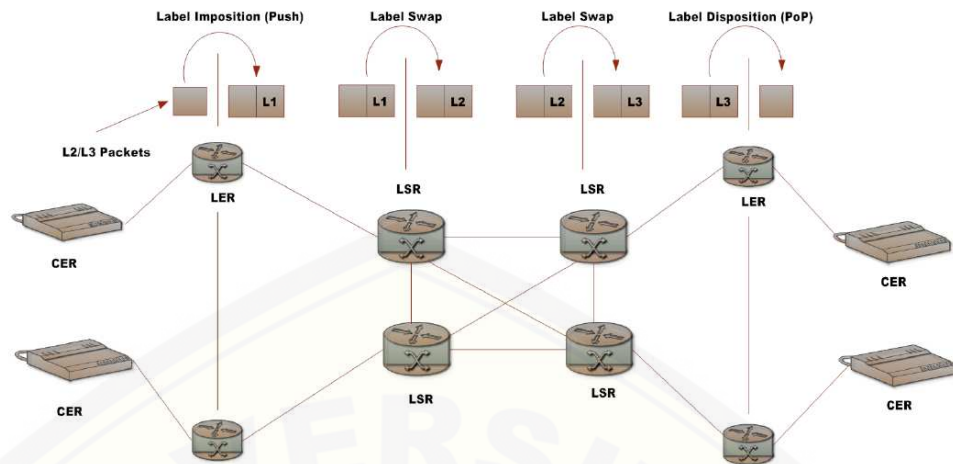 Label Imposition (Push)
Label Swap
Label Swap
Label Disposition (PoP)
L1
L1
L2
L2
L3
L3
L2/L3 Packets
LER
LSR
LSR
LER
CER
CER
CER
LSR
LSR
CER
VERSI